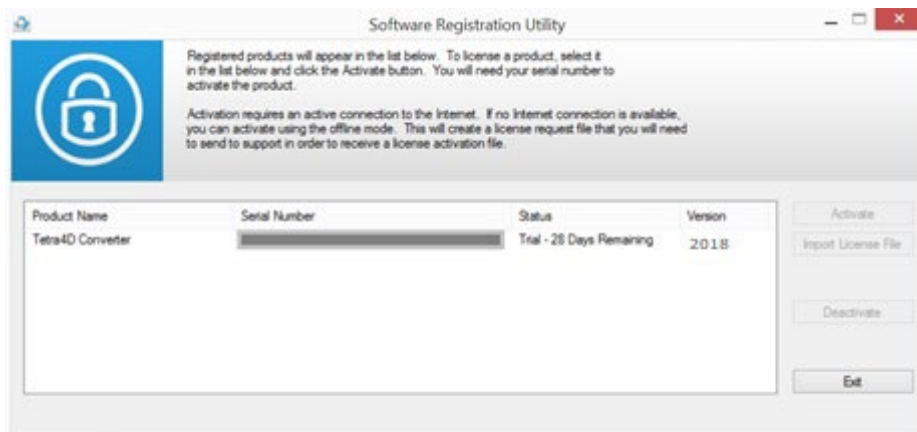 Software Registration Utility
Registered products will appear in the list below. To license a product, select it
in the list below and click the Activate button. You will need your serial number to
activate the product.
Activation requires an active connection to the Internet. If no Internet connection is available,
you can activate using the offline mode. This will create a license request file that you will need
to send to support in order to receive a license activation file.
Product Name Serial Number Status Version
Tetra4D Converter Trial - 28 Days Remaining 2018
Activate
Import License File
Deactivate
Exit